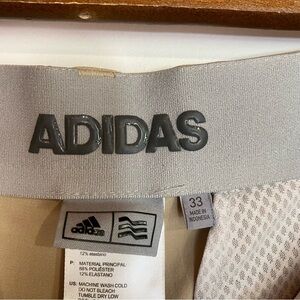 ADIDAS
33
MADE IN
INDONESIA
adidas
12% elastano
P: MATERIAL PRINCIPAL
88% POLIÉSTER
12% ELASTANO
US: MACHINE WASH COLD
DO NOT BLEACH
TUMBLE DRY LOW